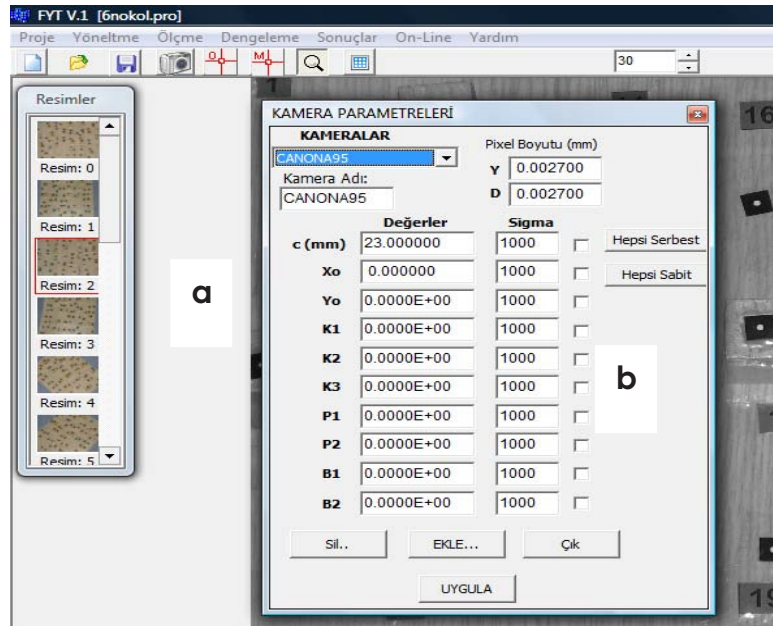 FYT V.1 [6nokol.pro]
Proje Yöneltme Ölçme Dengeleme Sonuçlar On-Line Yardım
O M 30
Resimler
Resim: 0
Resim: 1
Resim: 2
Resim: 3
Resim: 4
Resim: 5
a
1
16
KAMERA PARAMETRELERİ
KAMERALAR
CANONA95
Kamera Adı:
CANONA95
Pixel Boyutu (mm)
Y 0.002700
D 0.002700
Değerler Sigma
c (mm) 23.000000 1000 Hepsi Serbest
Xo 0.000000 1000 Hepsi Sabit
Yo 0.0000E+00 1000
K1 0.0000E+00 1000
K2 0.0000E+00 1000
K3 0.0000E+00 1000
b
P1 0.0000E+00 1000
P2 0.0000E+00 1000
B1 0.0000E+00 1000
B2 0.0000E+00 1000
Sil.. EKLE... Çık
UYGULA
19